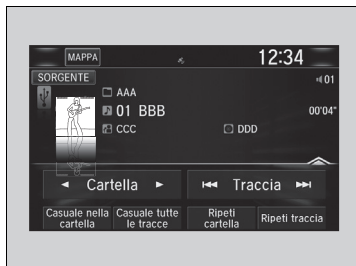 MAPPA
12:34
SORGENTE
01
AAA
01 BBB
00'04"
CCC
DDD
Cartella
Traccia
Casuale nella cartella
Casuale tutte le tracce
Ripeti cartella
Ripeti traccia